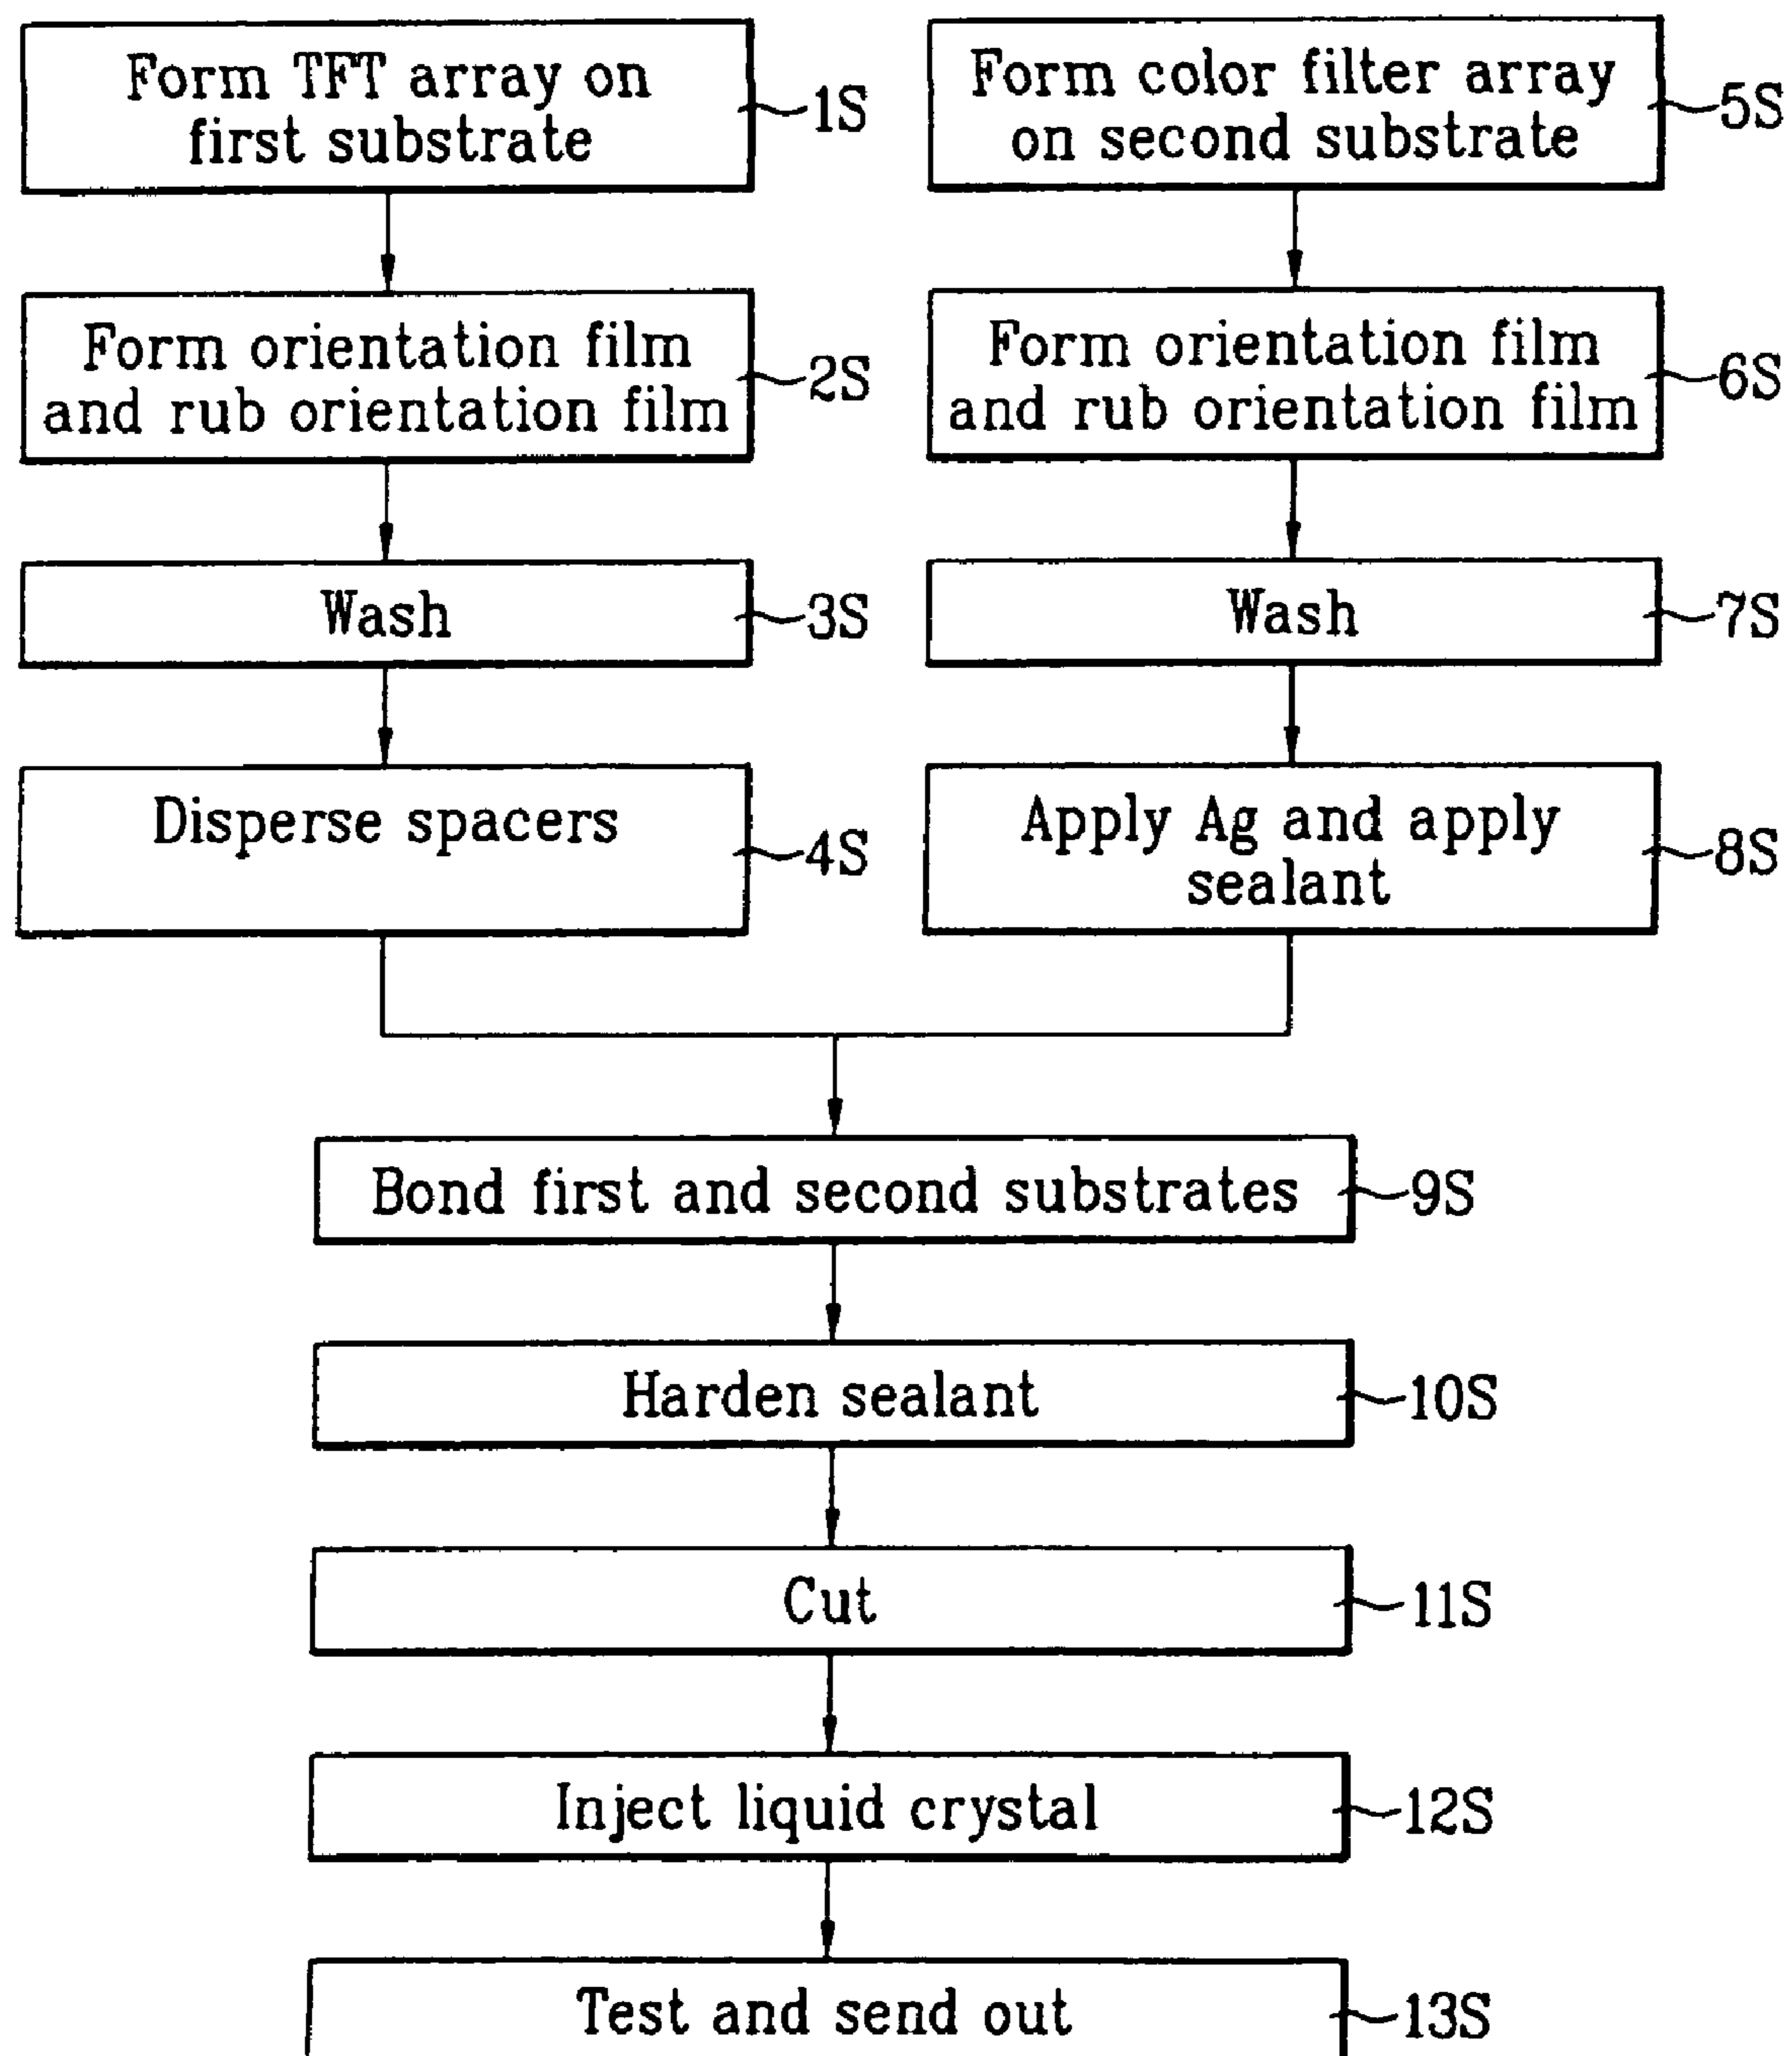 Form TFT array on
first substrate
1S
Form orientation film
and rub orientation film
2S
Wash
3S
Disperse spacers
4S
Form color filter array
on second substrate
5S
Form orientation film
and rub orientation film
6S
Wash
7S
Apply Ag and apply
sealant
8S
Bond first and second substrates
9S
Harden sealant
10S
Cut
11S
Inject liquid crystal
12S
Test and send out
13S